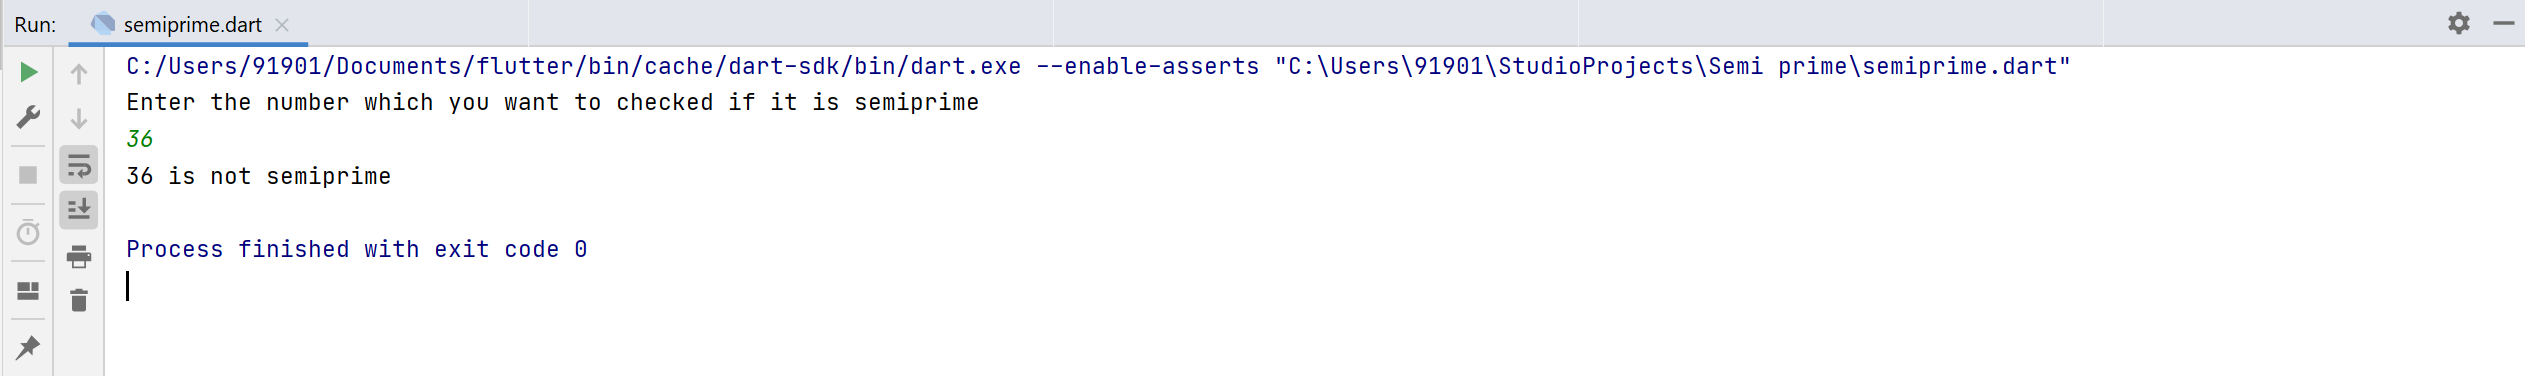 Run: semiprime.dart
C:/Users/91901/Documents/flutter/bin/cache/dart-sdk/bin/dart.exe --enable-asserts "C:\Users\91901\StudioProjects\Semi prime\semiprime.dart"
Enter the number which you want to checked if it is semiprime
36
36 is not semiprime
Process finished with exit code 0